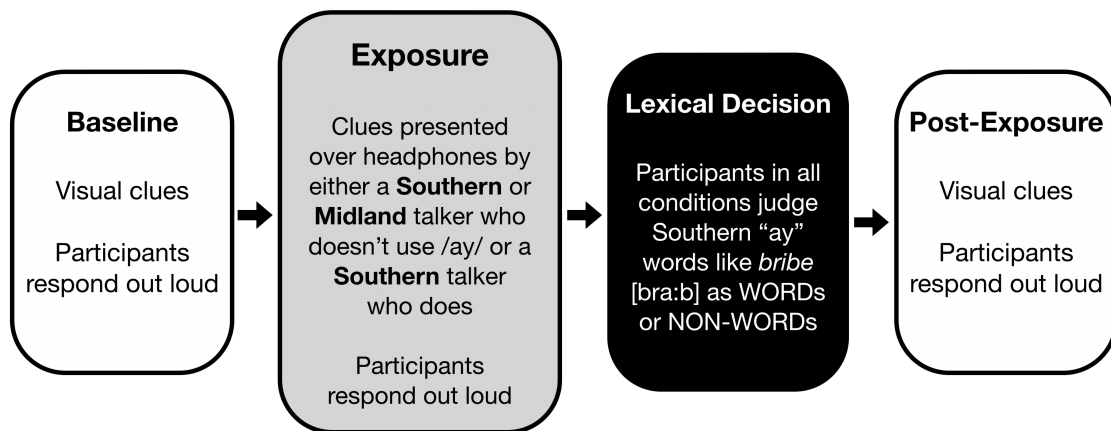 Baseline
Visual clues
Participants
respond out loud
Exposure
Clues presented
over headphones by
either a Southern or
Midland talker who
doesn't use /ay/ or a
Southern talker
who does
Participants
respond out loud
Lexical Decision
Participants in all
conditions judge
Southern “ay”
words like bribe
[bra:b] as WORDs
or NON-WORDs
Post-Exposure
Visual clues
Participants
respond out loud